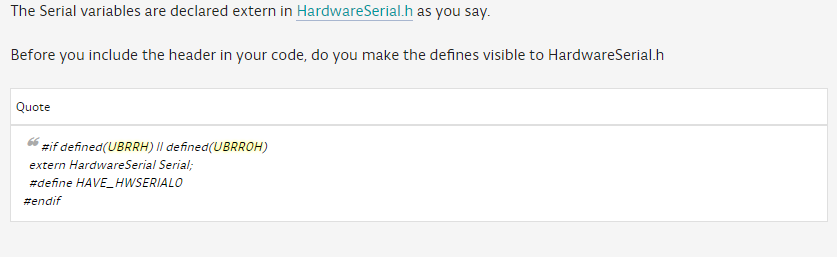 The Serial variables are declared extern in HardwareSerial.h as you say.
Before you include the header in your code, do you make the defines visible to HardwareSerial.h
Quote
#if defined(UBRRH) || defined(UBRR0H)
extern HardwareSerial Serial;
#define HAVE_HWSERIAL0
#endif